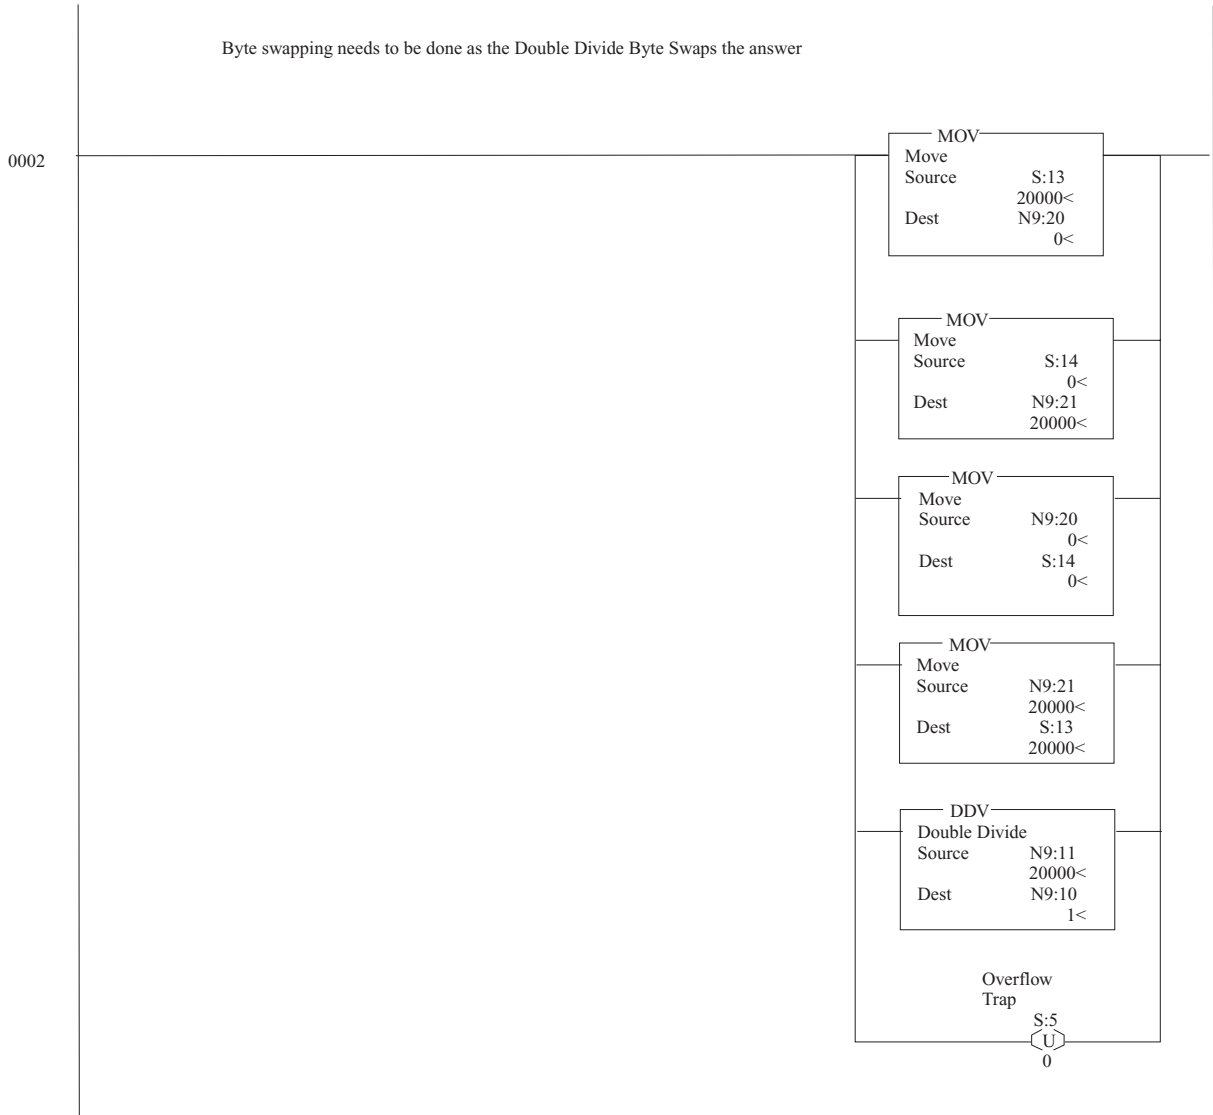 Byte swapping needs to be done as the Double Divide Byte Swaps the answer
0002
MOV
Move
Source S:13
20000<
Dest N9:20
0<
MOV
Move
Source S:14
0<
Dest N9:21
20000<
MOV
Move
Source N9:20
0<
Dest S:14
0<
MOV
Move
Source N9:21
20000<
Dest S:13
20000<
DDV
Double Divide
Source N9:11
20000<
Dest N9:10
1<
Overflow
Trap
S:5
U
0